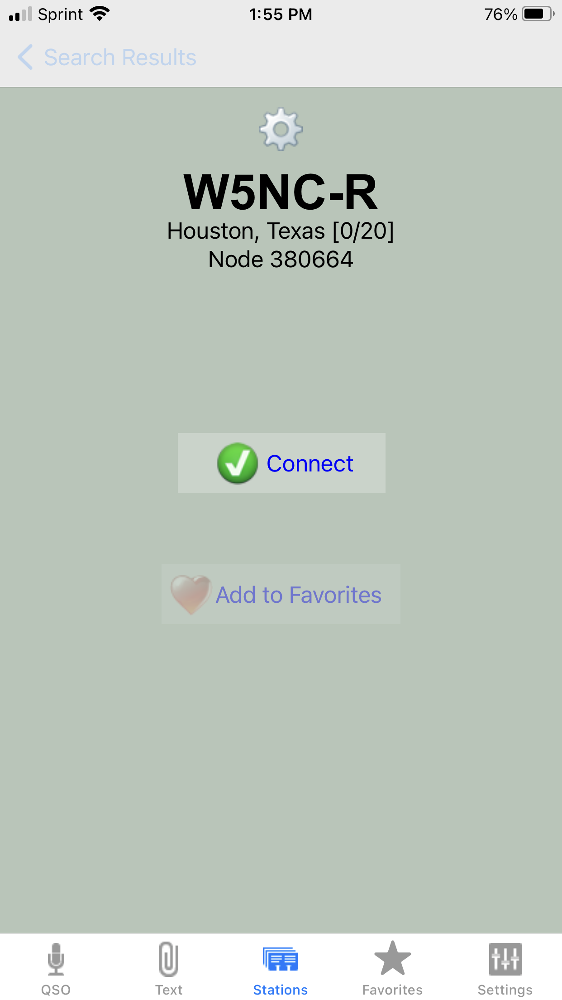 Sprint 1:55 PM 76%
Search Results
W5NC-R
Houston, Texas [0/20]
Node 380664
Connect
Add to Favorites
QSO Text Stations Favorites Settings